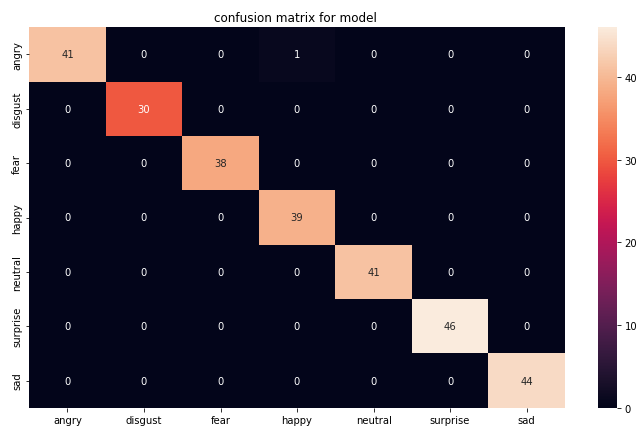 confusion matrix for model
angry 41 0 0 1 0 0 0
disgust 0 30 0 0 0 0 0
fear 0 0 38 0 0 0 0
happy 0 0 0 39 0 0 0
neutral 0 0 0 0 41 0 0
surprise 0 0 0 0 0 46 0
sad 0 0 0 0 0 0 44
angry disgust fear happy neutral surprise sad
40
30
20
10
0